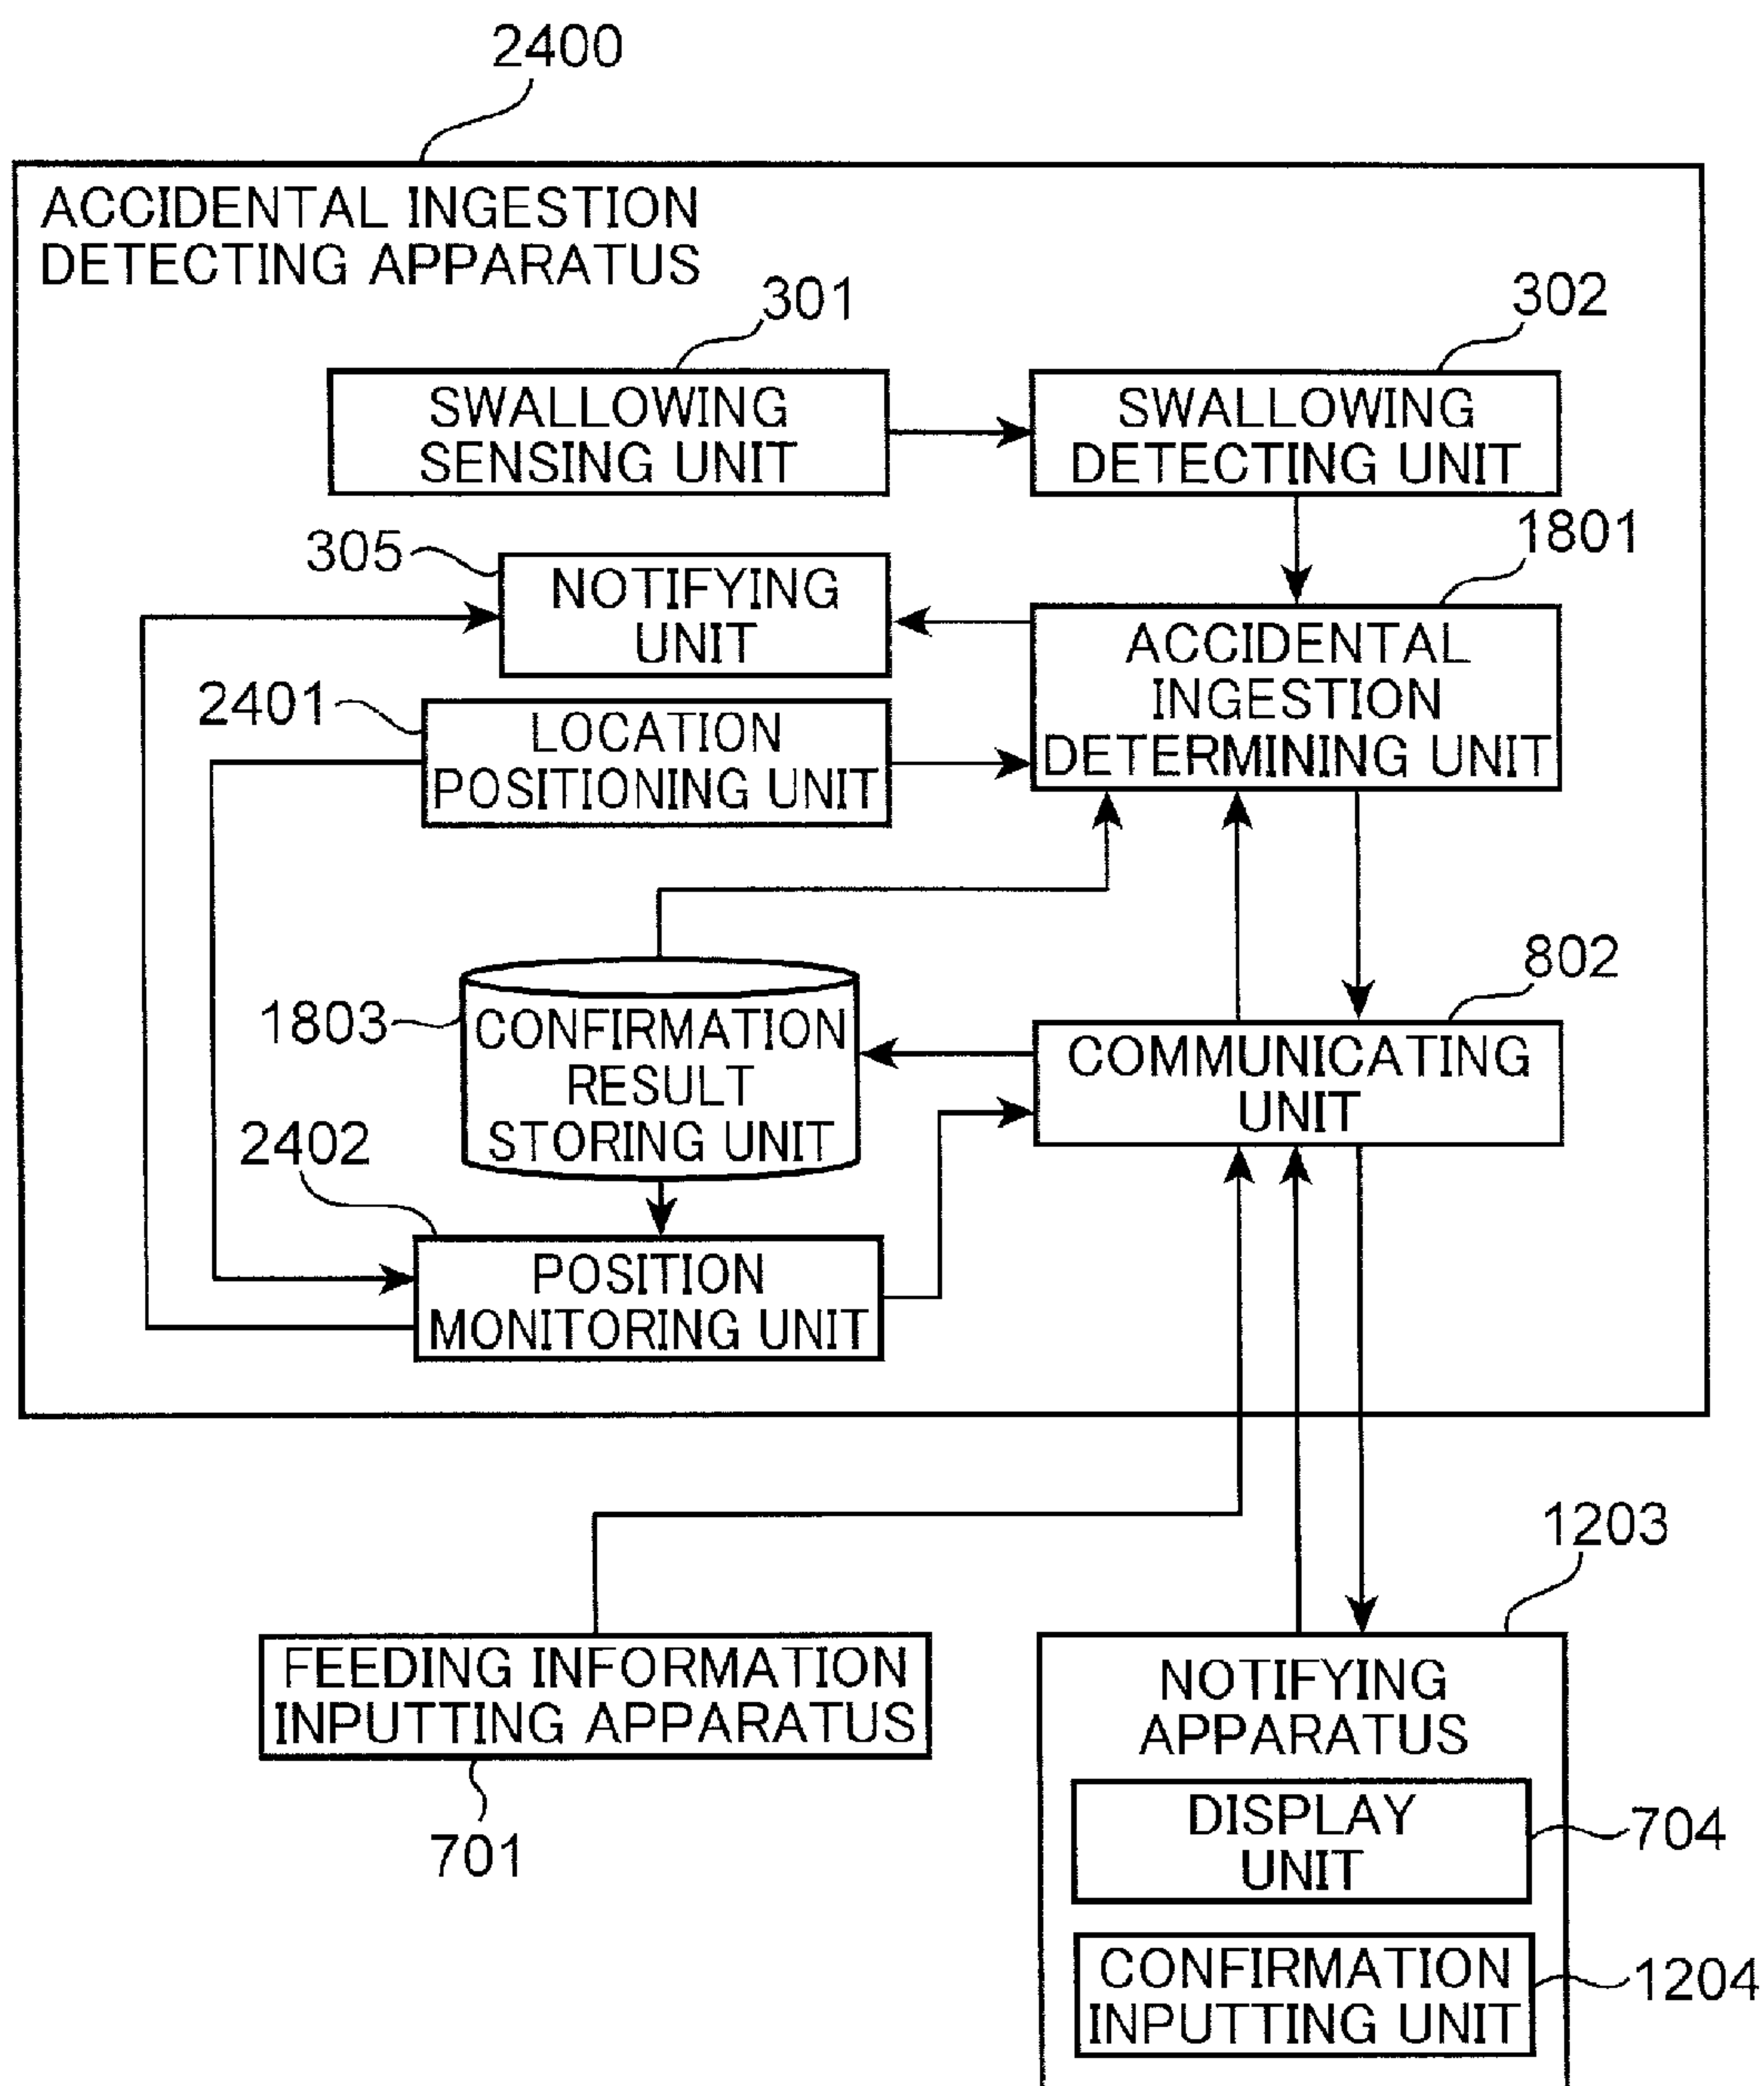 2400
ACCIDENTAL INGESTION
DETECTING APPARATUS
301
302
SWALLOWING
SENSING UNIT
SWALLOWING
DETECTING UNIT
305
1801
NOTIFYING
UNIT
ACCIDENTAL
INGESTION
DETERMINING UNIT
2401
LOCATION
POSITIONING UNIT
802
1803
CONFIRMATION
RESULT
STORING UNIT
COMMUNICATING
UNIT
2402
POSITION
MONITORING UNIT
1203
FEEDING INFORMATION
INPUTTING APPARATUS
701
NOTIFYING
APPARATUS
DISPLAY
UNIT
704
CONFIRMATION
INPUTTING UNIT
1204